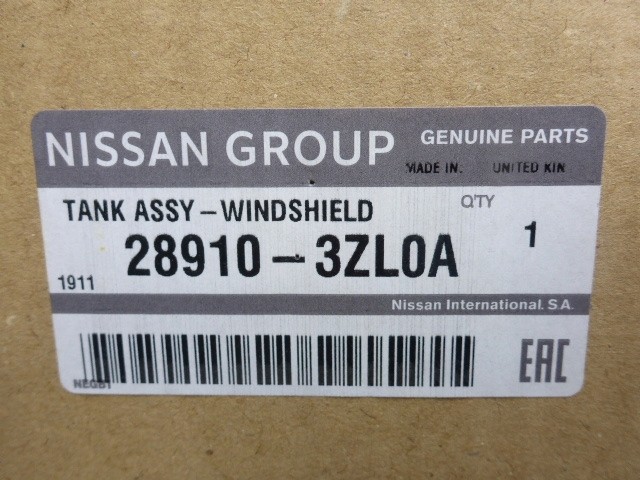 NISSAN GROUP GENUINE PARTS
MADE IN. UNITED KIN
TANK ASSY-WINDSHIELD Q'TY
28910-3ZL0A 1
1911
Nissan International. S.A.
NEGB1
EAC